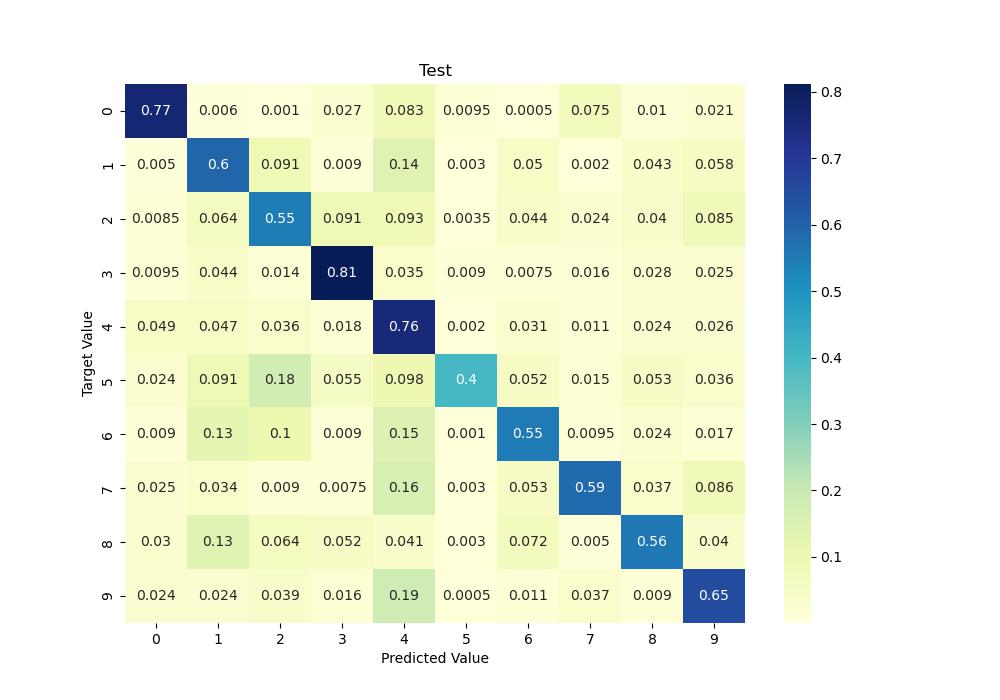 Test
0 0.77 0.006 0.001 0.027 0.083 0.0095 0.0005 0.075 0.01 0.021
1 0.005 0.6 0.091 0.009 0.14 0.003 0.05 0.002 0.043 0.058
2 0.0085 0.064 0.55 0.091 0.093 0.0035 0.044 0.024 0.04 0.085
3 0.0095 0.044 0.014 0.81 0.035 0.009 0.0075 0.016 0.028 0.025
4 0.049 0.047 0.036 0.018 0.76 0.002 0.031 0.011 0.024 0.026
5 0.024 0.091 0.18 0.055 0.098 0.4 0.052 0.015 0.053 0.036
6 0.009 0.13 0.1 0.009 0.15 0.001 0.55 0.0095 0.024 0.017
7 0.025 0.034 0.009 0.0075 0.16 0.003 0.053 0.59 0.037 0.086
8 0.03 0.13 0.064 0.052 0.041 0.003 0.072 0.005 0.56 0.04
9 0.024 0.024 0.039 0.016 0.19 0.0005 0.011 0.037 0.009 0.65
0 1 2 3 4 5 6 7 8 9
Predicted Value
Target Value
0.8
0.7
0.6
0.5
0.4
0.3
0.2
0.1